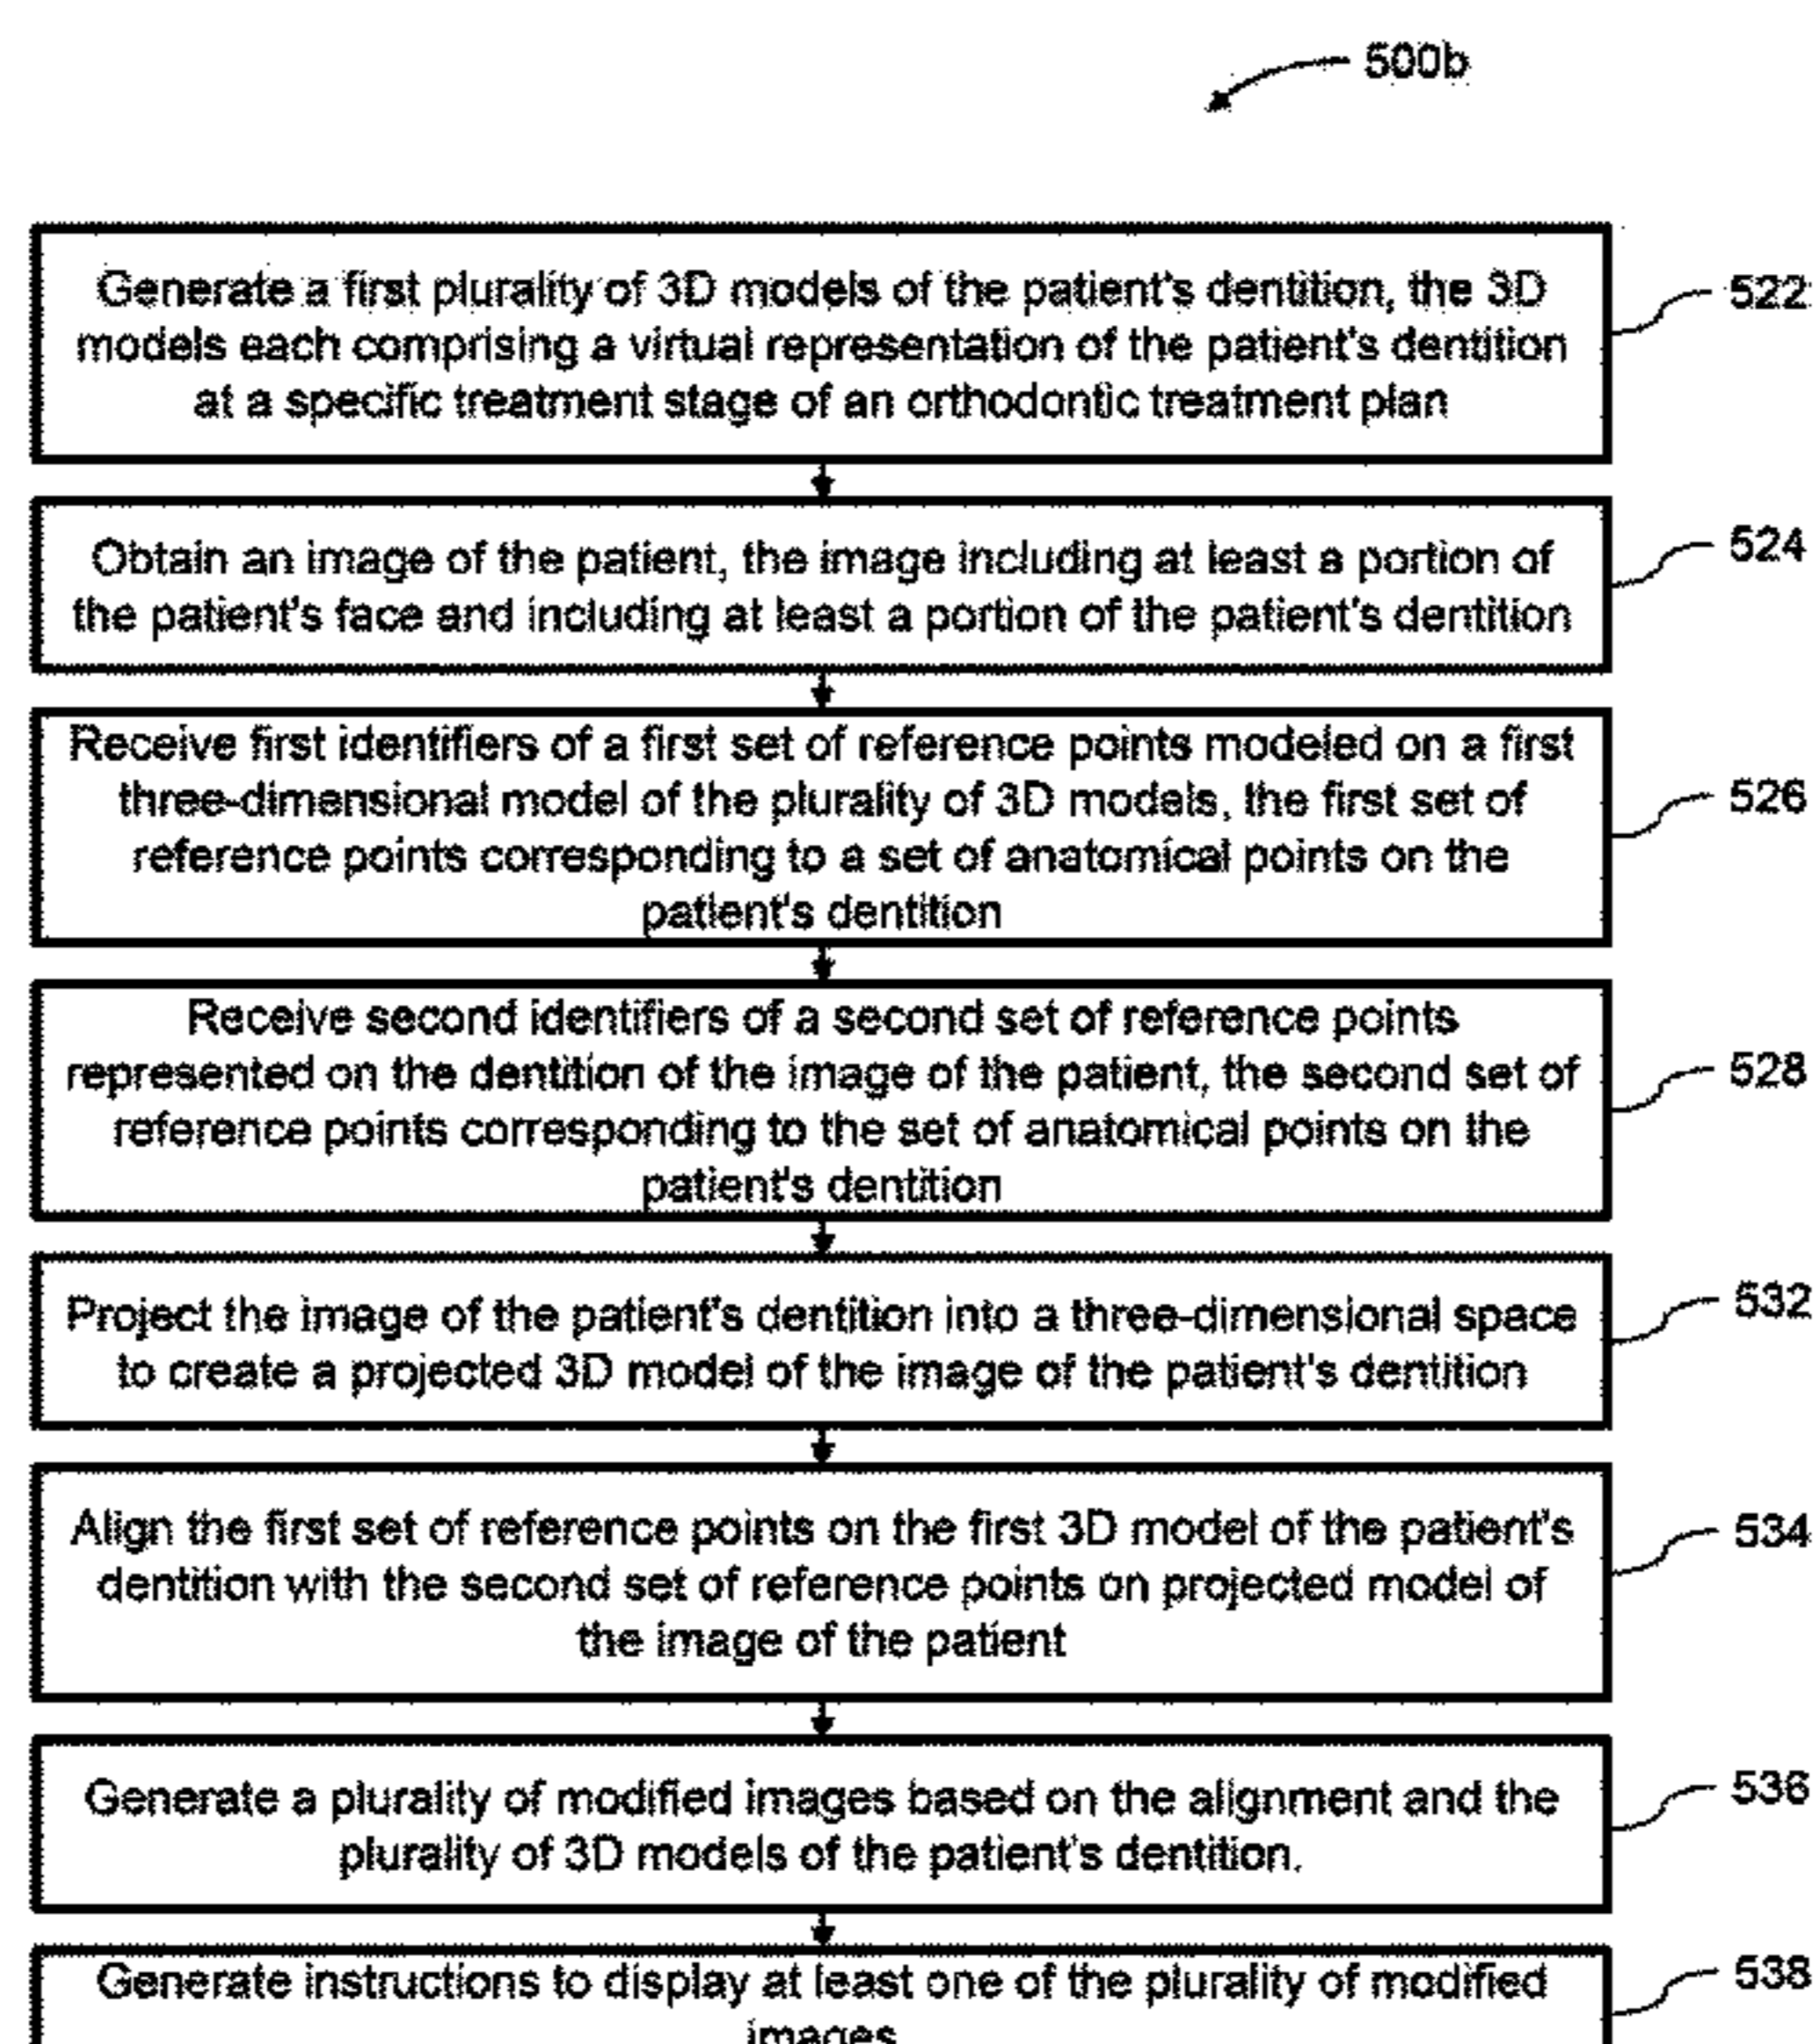 500b
Generate a first plurality of 3D models of the patient's dentition, the 3D
models each comprising a virtual representation of the patient's dentition
at a specific treatment stage of an orthodontic treatment plan
522
Obtain an image of the patient, the image including at least a portion of
the patient's face and including at least a portion of the patient's dentition
524
Receive first identifiers of a first set of reference points modeled on a first
three-dimensional model of the plurality of 3D models, the first set of
reference points corresponding to a set of anatomical points on the
patient's dentition
526
Receive second identifiers of a second set of reference points
represented on the dentition of the image of the patient, the second set of
reference points corresponding to the set of anatomical points on the
patient's dentition
528
Project the image of the patient's dentition into a three-dimensional space
to create a projected 3D model of the image of the patient's dentition
532
Align the first set of reference points on the first 3D model of the patient's
dentition with the second set of reference points on projected model of
the image of the patient
534
Generate a plurality of modified images based on the alignment and the
plurality of 3D models of the patient's dentition.
536
Generate instructions to display at least one of the plurality of modified
images
538